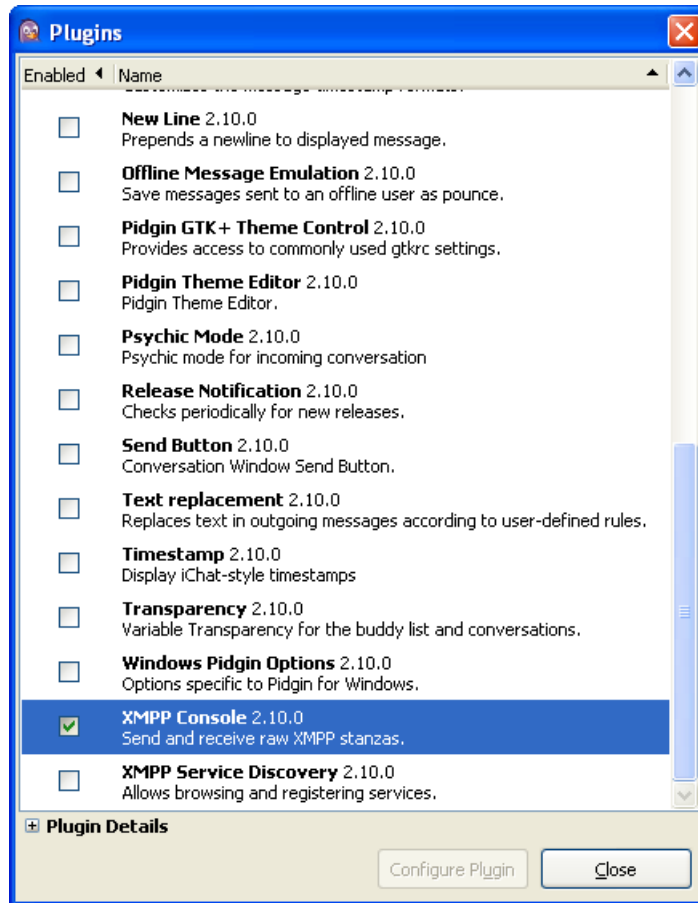 Plugins
Enabled Name
Customizes the message timestamp formats.
New Line 2.10.0
Prepends a newline to displayed message.
Offline Message Emulation 2.10.0
Save messages sent to an offline user as pounce.
Pidgin GTK+ Theme Control 2.10.0
Provides access to commonly used gtkrc settings.
Pidgin Theme Editor 2.10.0
Pidgin Theme Editor.
Psychic Mode 2.10.0
Psychic mode for incoming conversation
Release Notification 2.10.0
Checks periodically for new releases.
Send Button 2.10.0
Conversation Window Send Button.
Text replacement 2.10.0
Replaces text in outgoing messages according to user-defined rules.
Timestamp 2.10.0
Display iChat-style timestamps
Transparency 2.10.0
Variable Transparency for the buddy list and conversations.
Windows Pidgin Options 2.10.0
Options specific to Pidgin for Windows.
XMPP Console 2.10.0
Send and receive raw XMPP stanzas.
XMPP Service Discovery 2.10.0
Allows browsing and registering services.
Plugin Details
Configure Plugin Close